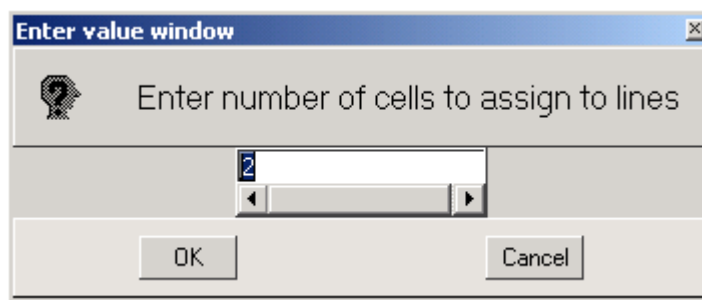 Enter value window
Enter number of cells to assign to lines
2
OK Cancel